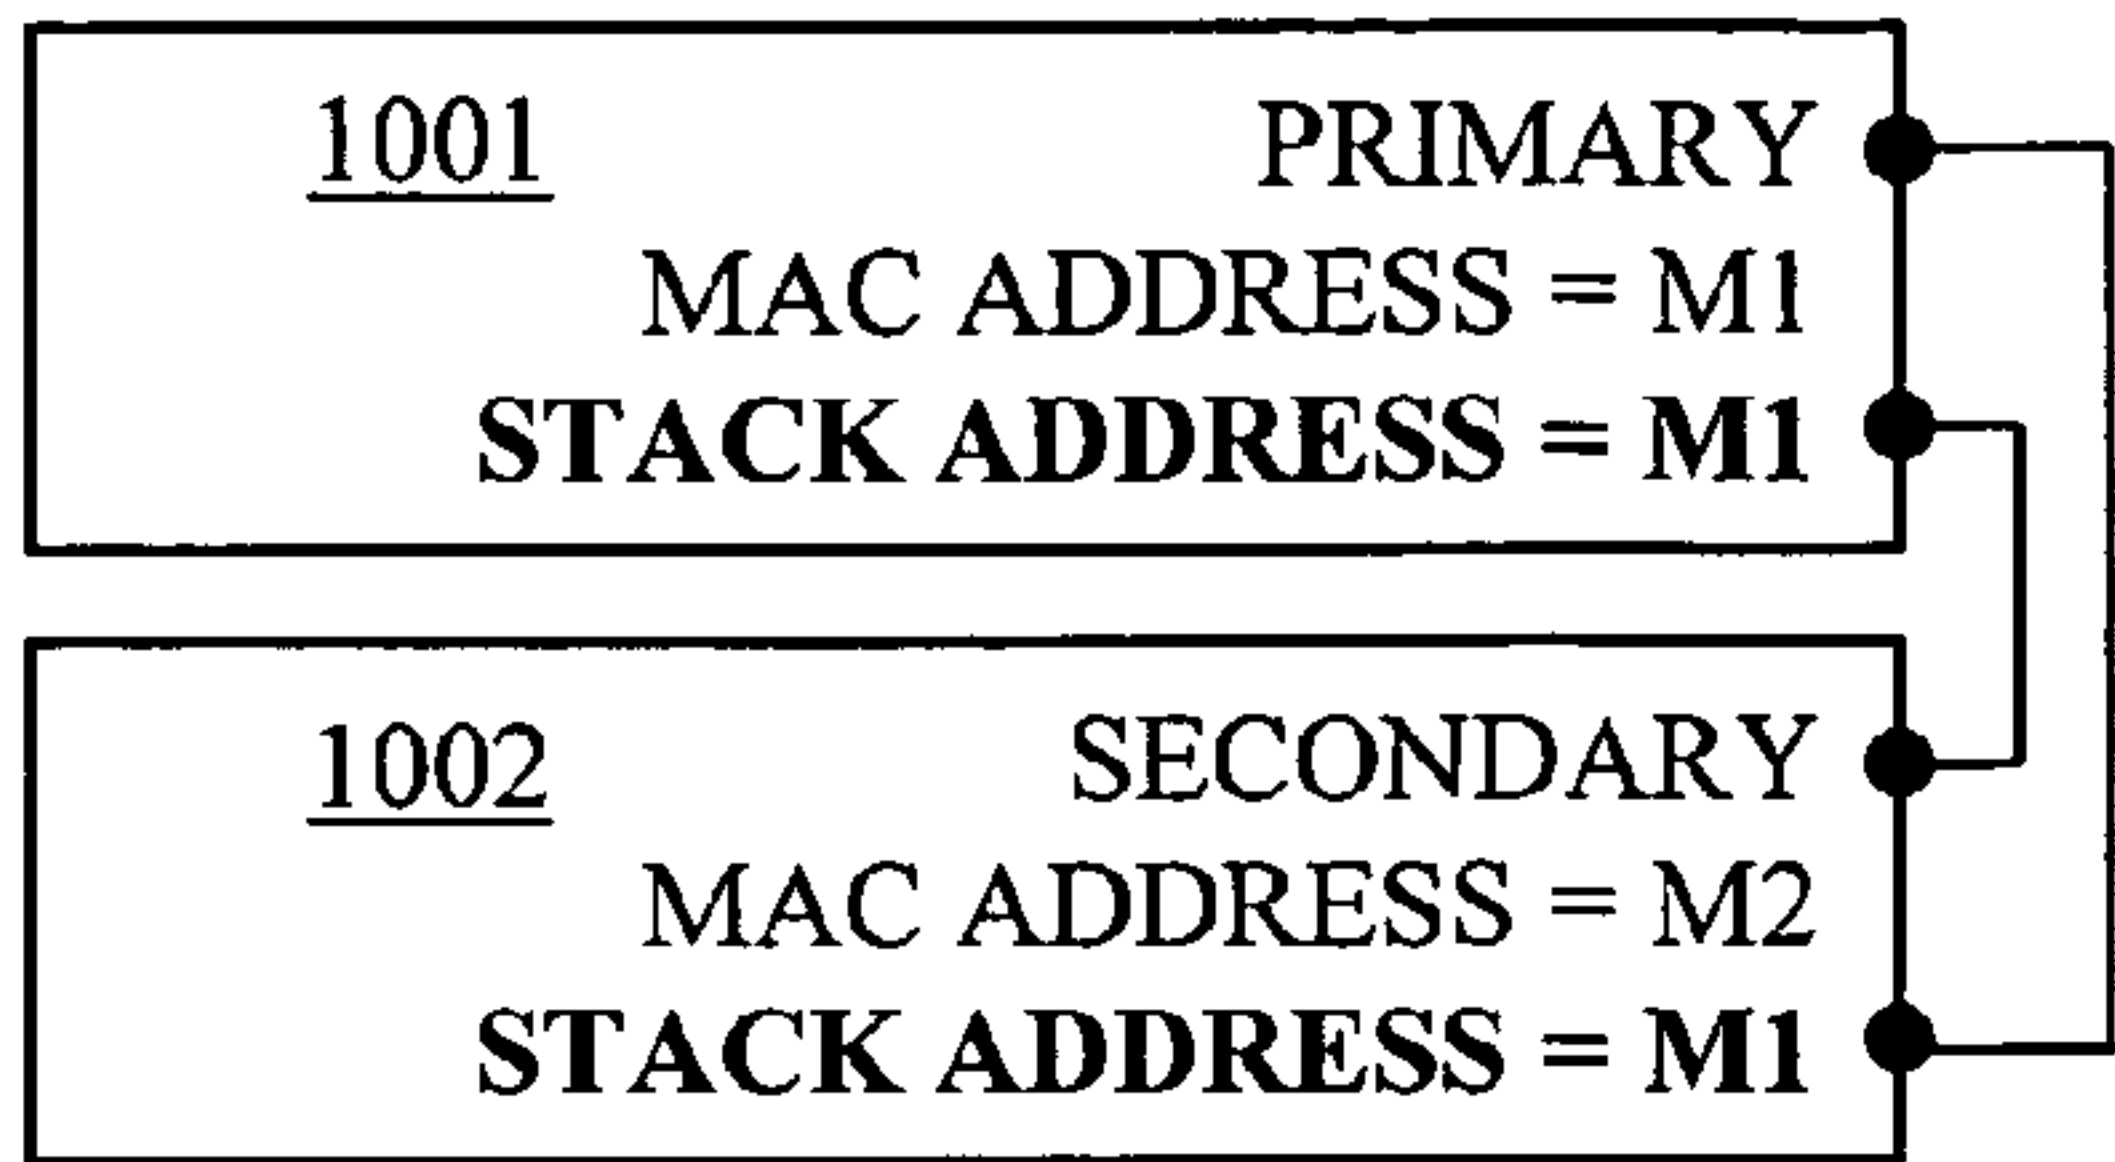 1001 PRIMARY
MAC ADDRESS = M1
STACK ADDRESS = M1
1002 SECONDARY
MAC ADDRESS = M2
STACK ADDRESS = M1